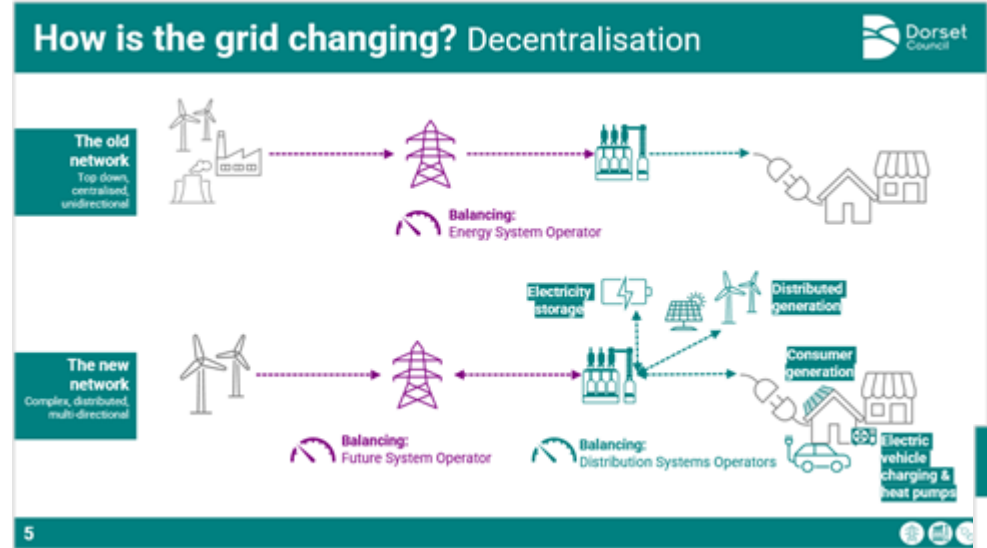 How is the grid changing? Decentralisation
Dorset
Council
The old
network
Top down,
centralised,
unidirectional
Balancing:
Energy System Operator
Electricity
storage
Distributed
generation
The new
network
Complex, distributed,
multi-directional
Consumer
generation
Balancing:
Future System Operator
Balancing:
Distribution Systems Operators
Electric
vehicle
charging &
heat pumps
5